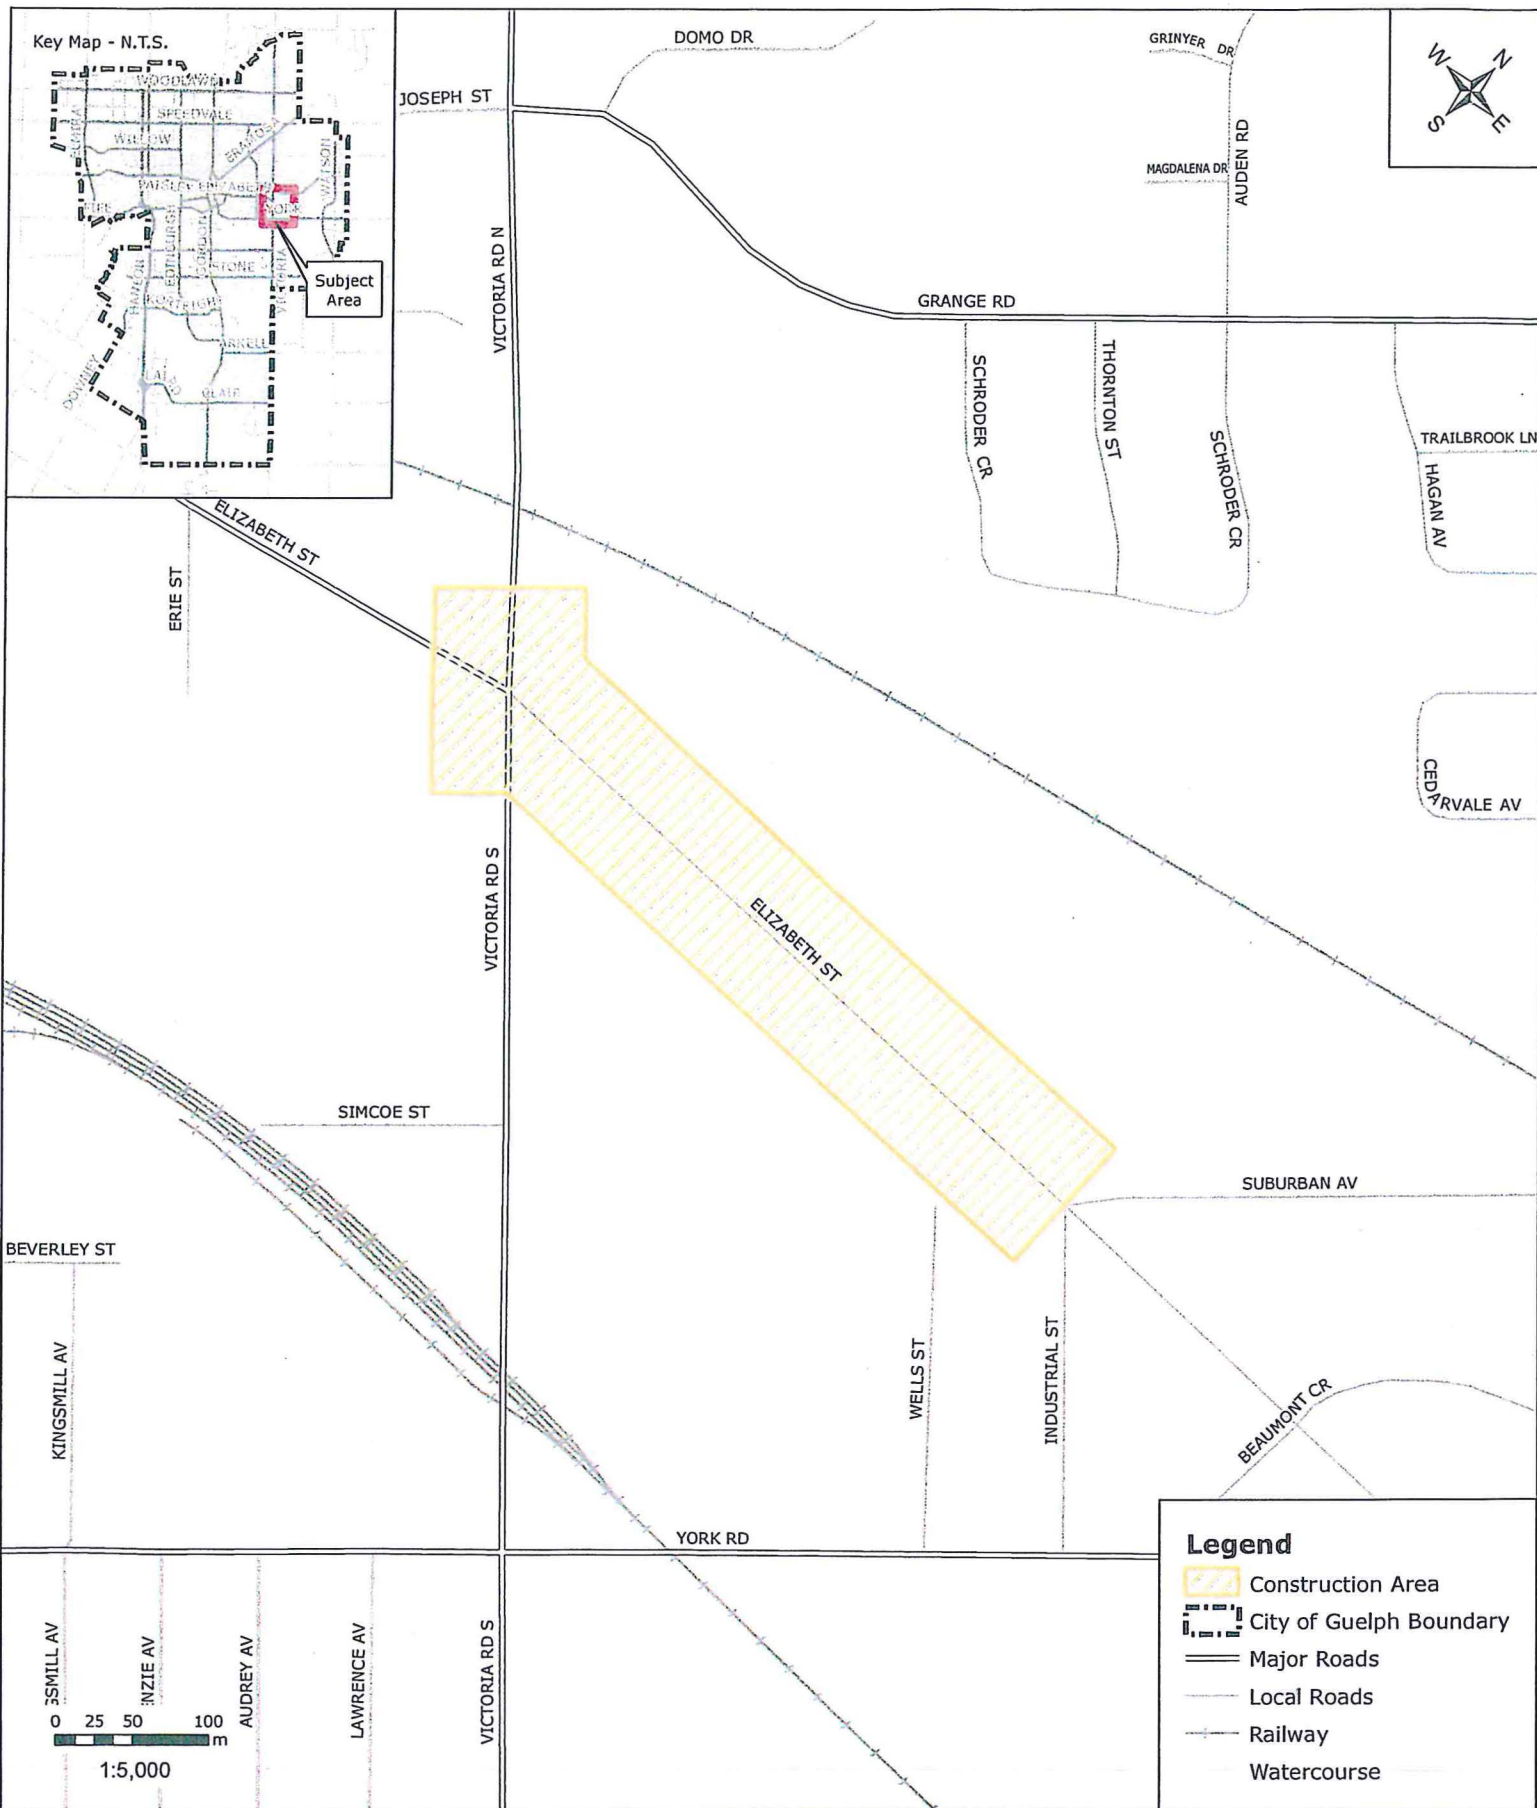 Key Map - N.T.S.
WOODLAWN
SPEEDVALE
ELMIRA
WILLOW
ERAMOSA
WATSON
PAISLEY
ELIZABETH
FIFE
YORK
EDINBURGH
GORDON
HANLON
STONE
VICTORIA
KORTRIGHT
ARKELL
LAIRD
CLAIR
DOWNEY
Subject
Area
W
N
S
E
DOMO DR
GRINYER DR
JOSEPH ST
MAGDALENA DR
AUDEN RD
VICTORIA RD N
GRANGE RD
SCHRODER CR
THORNTON ST
SCHRODER CR
TRAILBROOK LN
HAGAN AV
ELIZABETH ST
ERIE ST
CEDARVALE AV
VICTORIA RD S
ELIZABETH ST
SIMCOE ST
SUBURBAN AV
BEVERLEY ST
KINGSMILL AV
WELLS ST
INDUSTRIAL ST
BEAUMONT CR
YORK RD
GSMILL AV
NZIE AV
AUDREY AV
LAWRENCE AV
VICTORIA RD S
0 25 50 100
m
1:5,000
Legend
Construction Area
City of Guelph Boundary
Major Roads
Local Roads
Railway
Watercourse